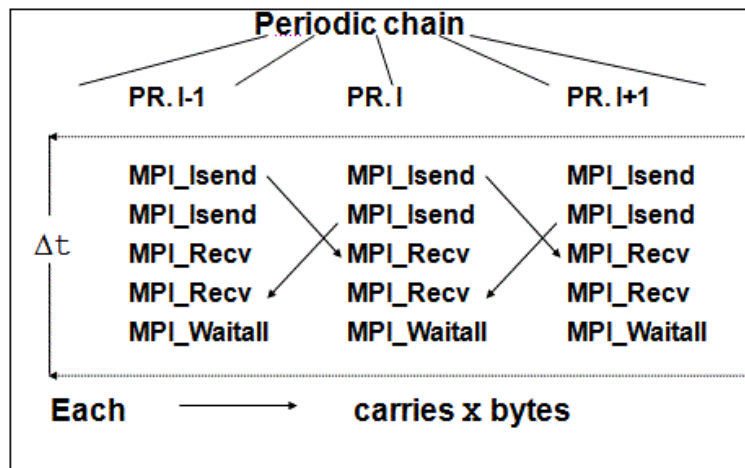 Periodic chain
PR. I-1 PR. I PR. I+1
MPI_Isend MPI_Isend MPI_Isend
MPI_Isend MPI_Isend MPI_Isend
Δt MPI_Recv MPI_Recv MPI_Recv
MPI_Recv MPI_Recv MPI_Recv
MPI_Waitall MPI_Waitall MPI_Waitall
Each carries x bytes